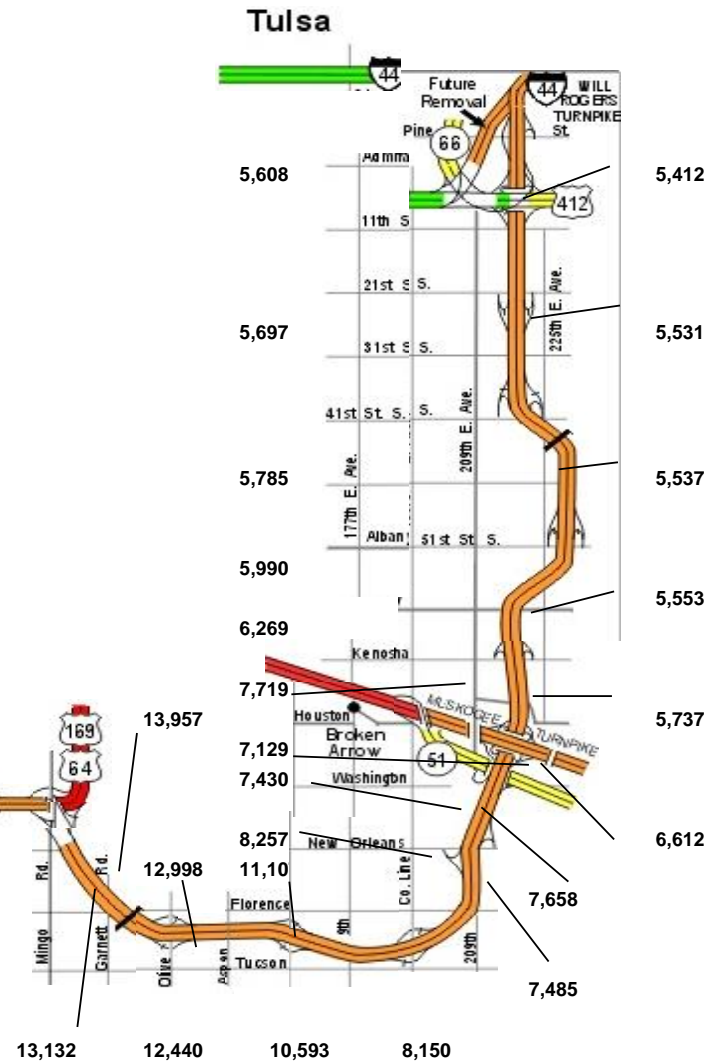 Tulsa
44
Future
Removal
44
WILL
ROGERS
TURNPIKE
Pine
St.
66
5,608
5,412
412
11th S
21st S S.
225th E. Ave.
5,697
5,531
31st S S.
41st St. S. S.
209th E. Ave.
177th E. Ave.
5,785
5,537
Alban
51st St S.
5,990
5,553
6,269
Kenosha
7,719
MUSKOGEE TURNPIKE
169
13,957
Houston
5,737
Broken
Arrow
7,129
51
64
7,430
Washington
8,257
New Orleans
6,612
Rd.
Rd.
12,998
11,10
Co. Line
7,658
Florence
Mingo
Garnett
Olive
Aspen
9th
209th
Tucson
7,485
13,132
12,440
10,593
8,150